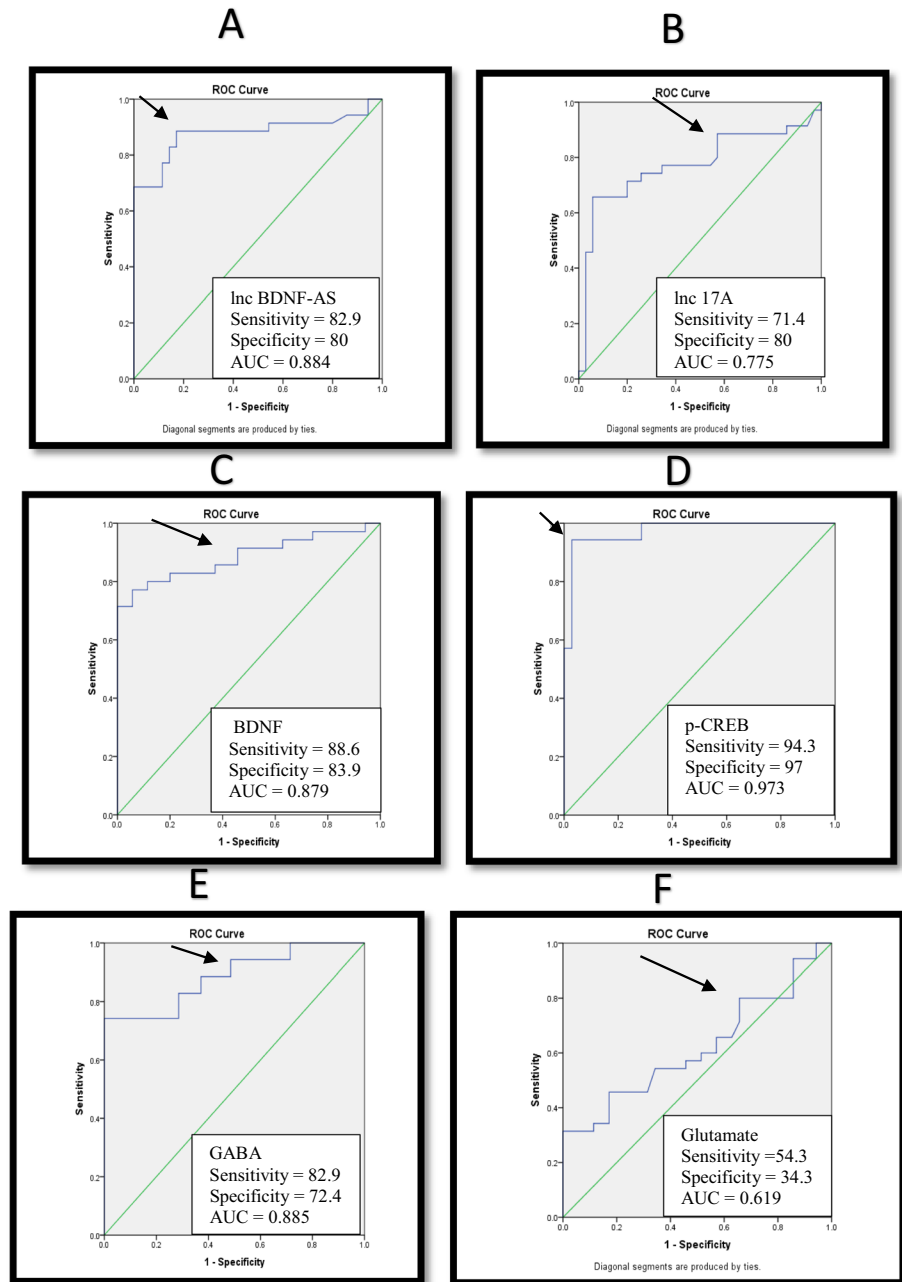 A
ROC Curve
1.0
0.8
0.6
0.4
0.2
0.0
Sensitivity
lnc BDNF-AS
Sensitivity = 82.9
Specificity = 80
AUC = 0.884
0.0 0.2 0.4 0.6 0.8 1.0
1 - Specificity
Diagonal segments are produced by ties.
B
ROC Curve
1.0
0.8
0.6
0.4
0.2
0.0
Sensitivity
lnc 17A
Sensitivity = 71.4
Specificity = 80
AUC = 0.775
0.0 0.2 0.4 0.6 0.8 1.0
1 - Specificity
Diagonal segments are produced by ties.
C
ROC Curve
1.0
0.8
0.6
0.4
0.2
0.0
Sensitivity
BDNF
Sensitivity = 88.6
Specificity = 83.9
AUC = 0.879
0.0 0.2 0.4 0.6 0.8 1.0
1 - Specificity
D
ROC Curve
1.0
0.8
0.6
0.4
0.2
0.0
Sensitivity
p-CREB
Sensitivity = 94.3
Specificity = 97
AUC = 0.973
0.0 0.2 0.4 0.6 0.8 1.0
1 - Specificity
E
ROC Curve
1.0
0.8
0.6
0.4
0.2
0.0
Sensitivity
GABA
Sensitivity = 82.9
Specificity = 72.4
AUC = 0.885
0.0 0.2 0.4 0.6 0.8 1.0
1 - Specificity
F
ROC Curve
1.0
0.8
0.6
0.4
0.2
0.0
Sensitivity
Glutamate
Sensitivity =54.3
Specificity = 34.3
AUC = 0.619
0.0 0.2 0.4 0.6 0.8 1.0
1 - Specificity
Diagonal segments are produced by ties.